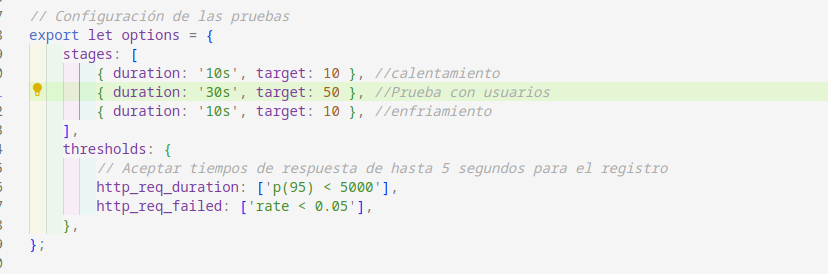 // Configuración de las pruebas
export let options = {
stages: [
{ duration: '10s', target: 10 }, //calentamiento
{ duration: '30s', target: 50 }, //Prueba con usuarios
{ duration: '10s', target: 10 }, //enfriamiento
],
thresholds: {
// Aceptar tiempos de respuesta de hasta 5 segundos para el registro
http_req_duration: ['p(95) < 5000'],
http_req_failed: ['rate < 0.05'],
},
};